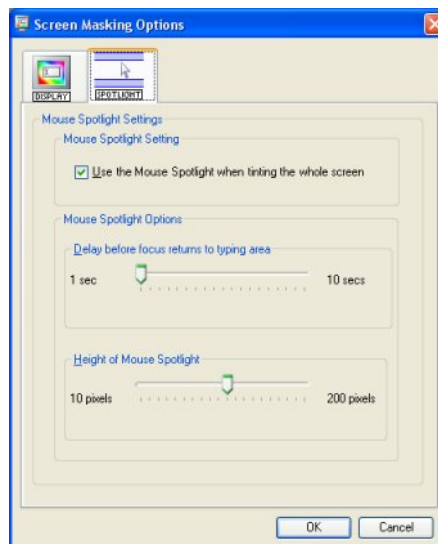 Screen Masking Options
DISPLAY
SPOTLIGHT
Mouse Spotlight Settings
Mouse Spotlight Setting
Use the Mouse Spotlight when tinting the whole screen
Mouse Spotlight Options
Delay before focus returns to typing area
1 sec 10 secs
Height of Mouse Spotlight
10 pixels 200 pixels
OK Cancel